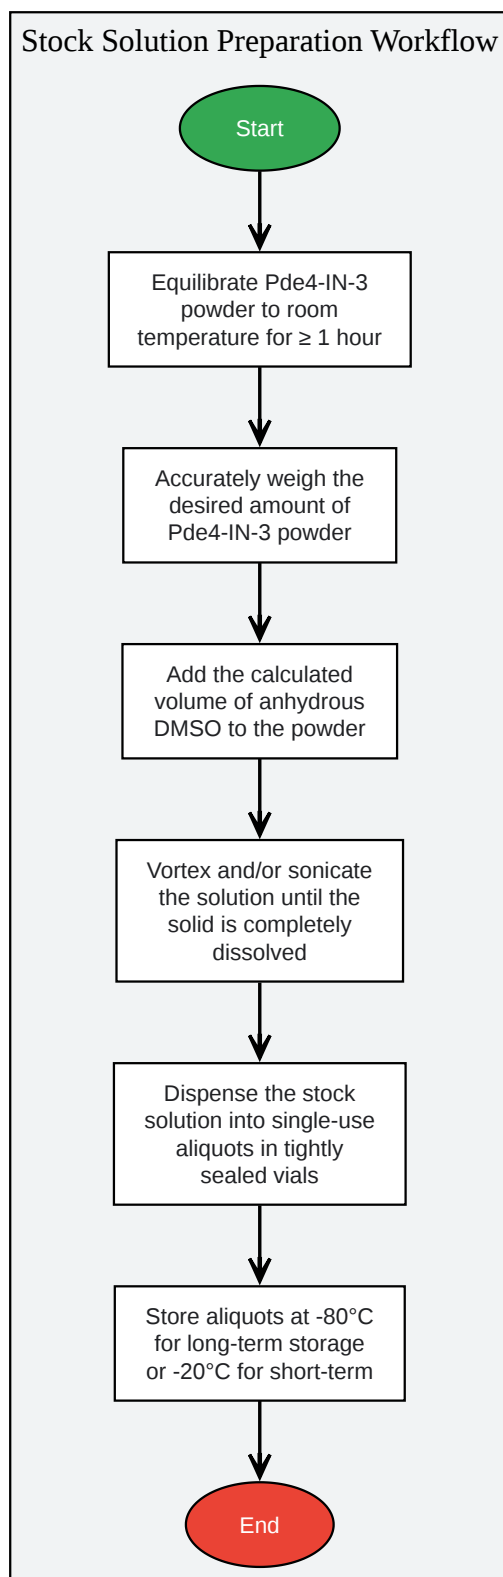 Stock Solution Preparation Workflow
Start
Equilibrate Pde4-IN-3
powder to room
temperature for ≥ 1 hour
Accurately weigh the
desired amount of
Pde4-IN-3 powder
Add the calculated
volume of anhydrous
DMSO to the powder
Vortex and/or sonicate
the solution until the
solid is completely
dissolved
Dispense the stock
solution into single-use
aliquots in tightly
sealed vials
Store aliquots at -80°C
for long-term storage
or -20°C for short-term
End